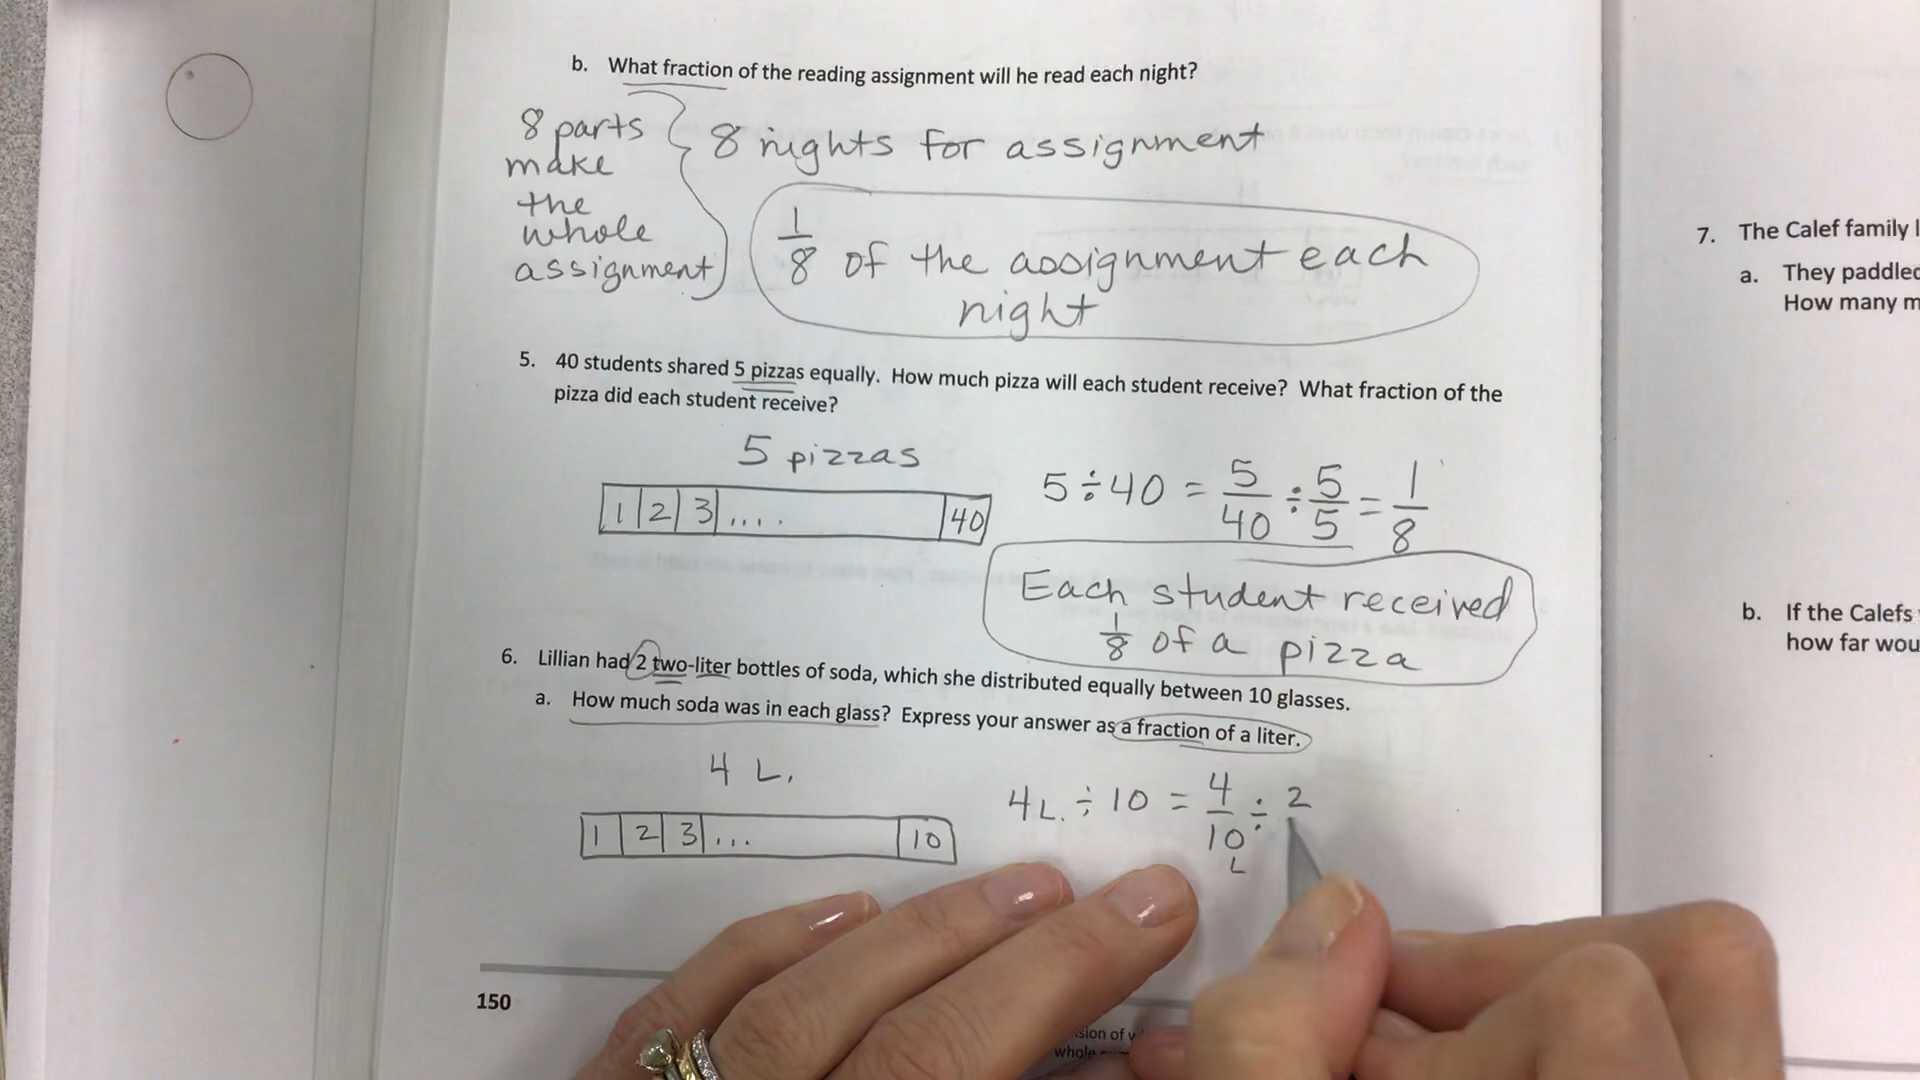 b. What fraction of the reading assignment will he read each night?
8 parts
make
the
whole
assignment
8 nights for assignment
1/8 of the assignment each
night
5. 40 students shared 5 pizzas equally. How much pizza will each student receive? What fraction of the
pizza did each student receive?
5 pizzas
1 2 3 .... 40
5 ÷ 40 = 5/40 ÷ 5/5 = 1/8
Each student received
1/8 of a pizza
6. Lillian had 2 two-liter bottles of soda, which she distributed equally between 10 glasses.
a. How much soda was in each glass? Express your answer as a fraction of a liter.
4 L.
1 2 3 ... 10
4L. ÷ 10 = 4/10 ÷ 2
L
150
sion of
whole
7. The Calef family
a. They paddled
How many
b. If the Calefs
how far